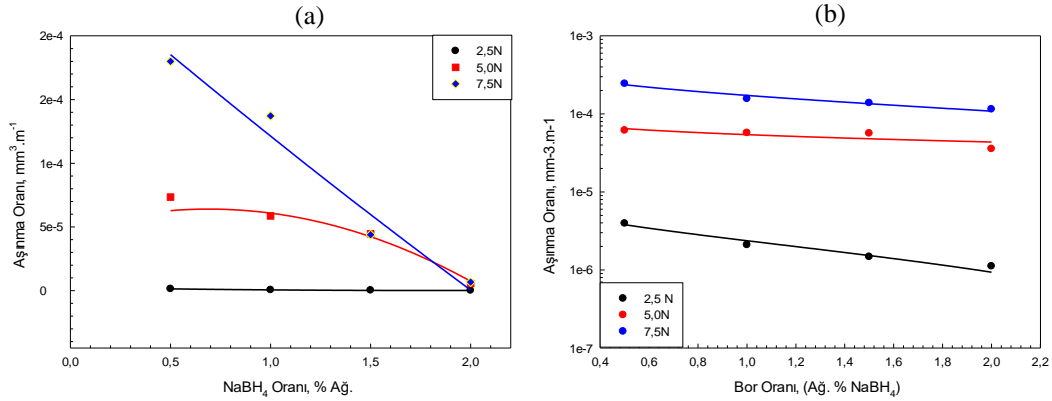 (a)
2e-4
2e-4
1e-4
5e-5
0
0,0
0,5
1,0
1,5
2,0
Aşınma Oranı, mm³.m⁻¹
NaBH₄ Oranı, % Ağ.
2,5N
5,0N
7,5N
(b)
1e-3
1e-4
1e-5
1e-6
1e-7
0,4
0,6
0,8
1,0
1,2
1,4
1,6
1,8
2,0
2,2
Aşınma Oranı, mm-3.m-1
Bor Oranı, (Ağ. % NaBH₄)
2,5 N
5,0N
7,5N